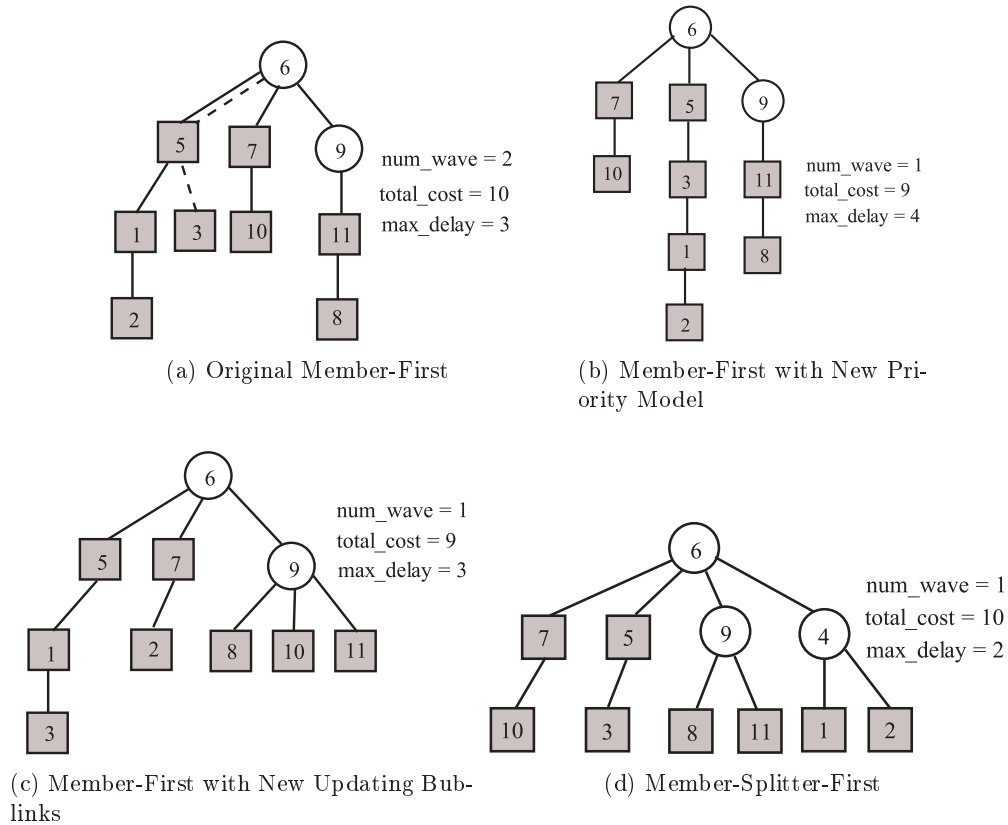 6
5
7
9
1
3
10
11
2
8
num_wave = 2
total_cost = 10
max_delay = 3
(a) Original Member-First
6
7
5
9
10
3
11
1
8
2
num_wave = 1
total_cost = 9
max_delay = 4
(b) Member-First with New Pri-
ority Model
6
5
7
9
1
2
8
10
11
3
num_wave = 1
total_cost = 9
max_delay = 3
(c) Member-First with New Updating Bub-
links
6
7
5
9
4
10
3
8
11
1
2
num_wave = 1
total_cost = 10
max_delay = 2
(d) Member-Splitter-First